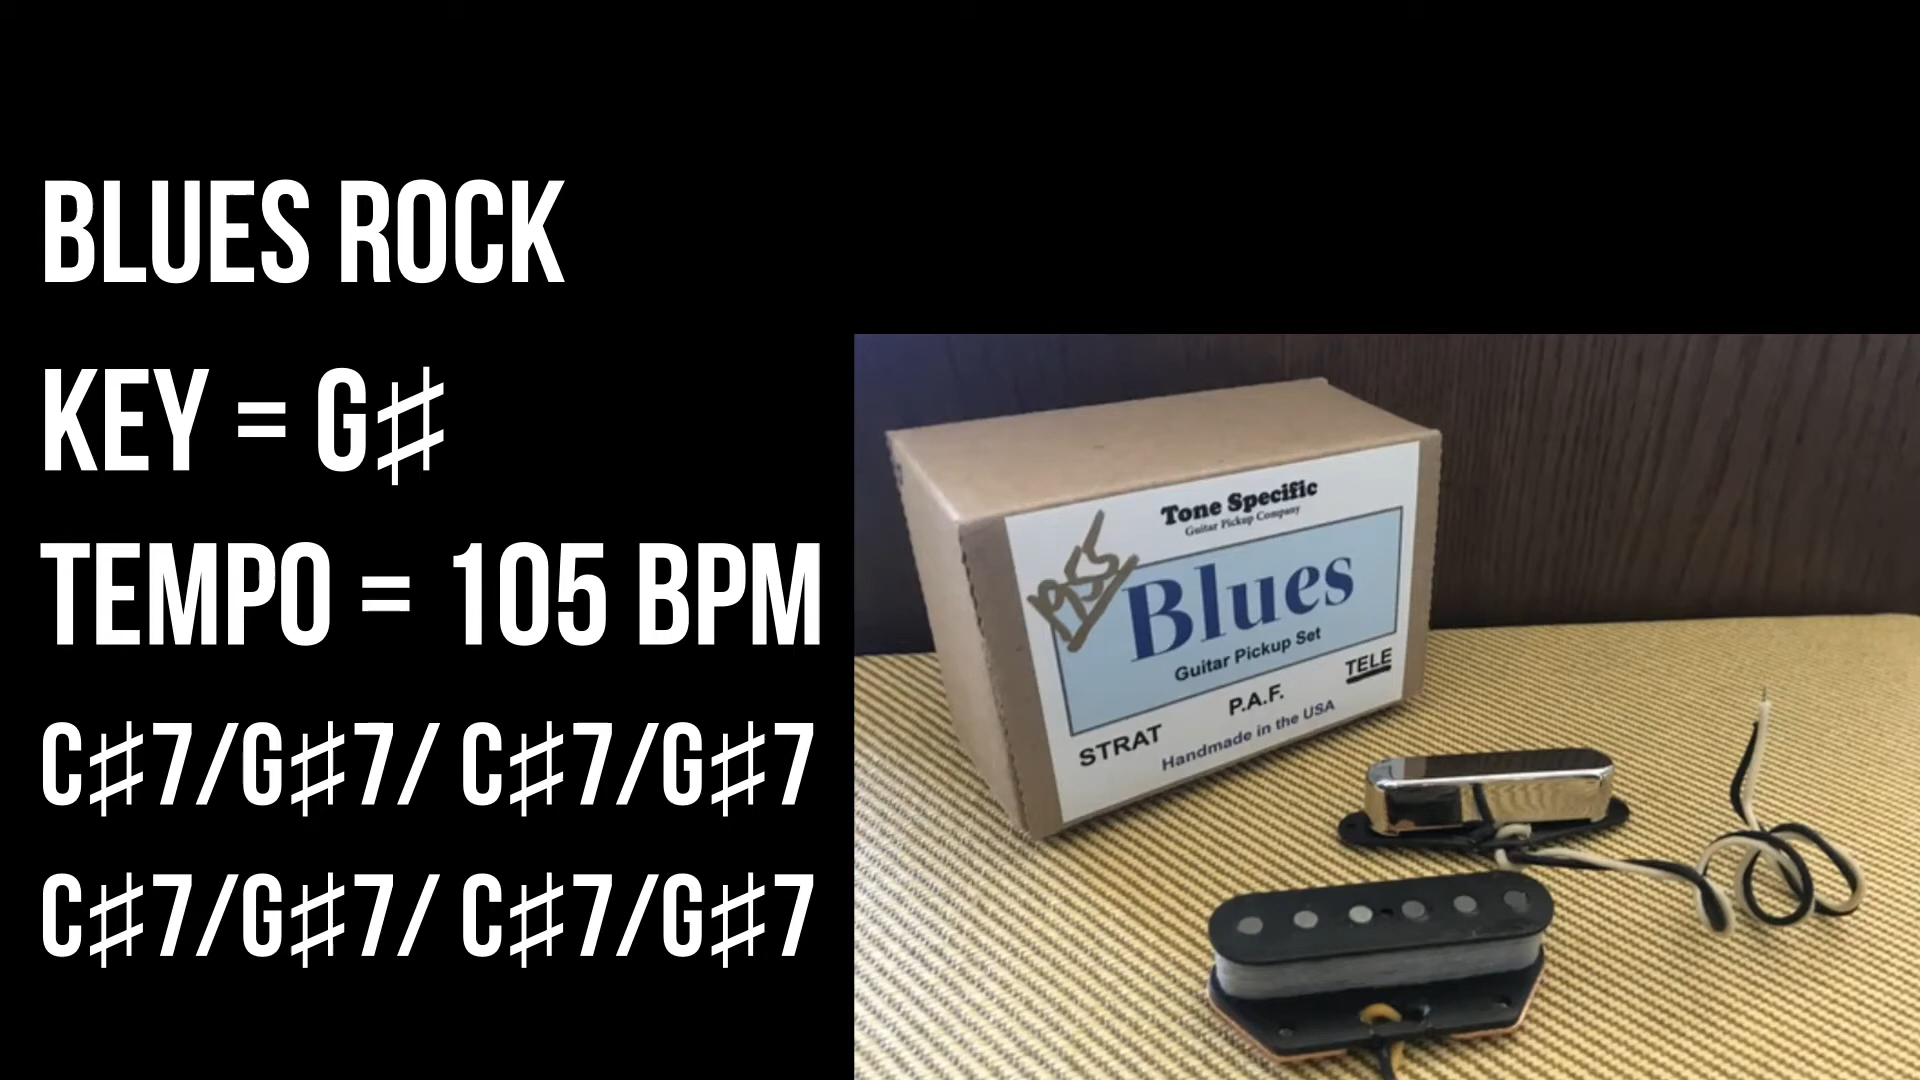 BLUES ROCK
KEY = G♯
TEMPO = 105 BPM
C♯7/G♯7/ C♯7/G♯7
C♯7/G♯7/ C♯7/G♯7
Tone Specific
Guitar Pickup Company
Blues
Guitar Pickup Set
STRAT P.A.F. TELE
Handmade in the USA